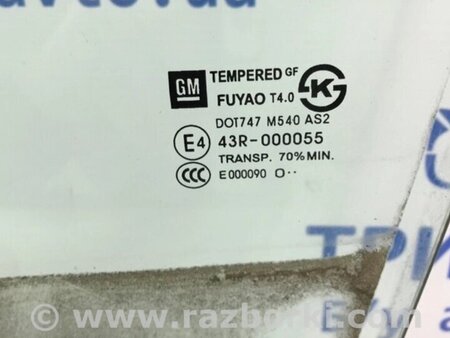 GM TEMPERED GF
FUYAO T4.0
DOT747 M540 AS2
E4 43R-000055
TRANSP. 70% MIN.
CCC E000090 O··
www.razborki.com